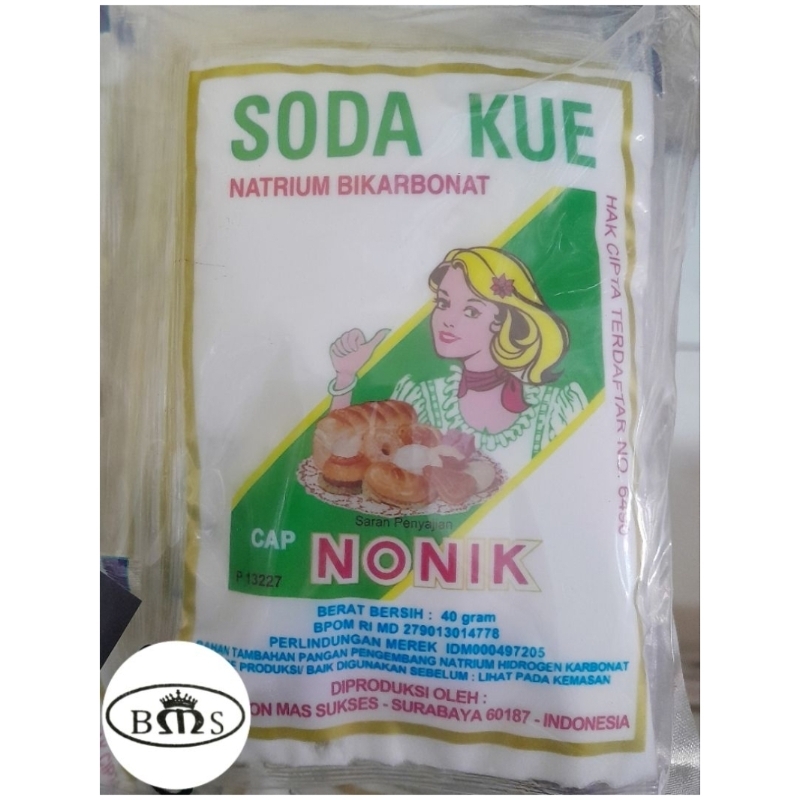 SODA KUE
NATRIUM BIKARBONAT
HAK CIPTA TERDAFTAR NO. 6490
Saran Penyajian
CAP NONIK
P 13227
BERAT BERSIH : 40 gram
BPOM RI MD 279013014778
PERLINDUNGAN MEREK IDM000497205
TAMBAHAN PANGAN PENGEMBANG NATRIUM HIDROGEN KARBONAT
PRODUKSI/ BAIK DIGUNAKAN SEBELUM : LIHAT PADA KEMASAN
DIPRODUKSI OLEH :
MAS SUKSES - SURABAYA 60187 - INDONESIA
BMS